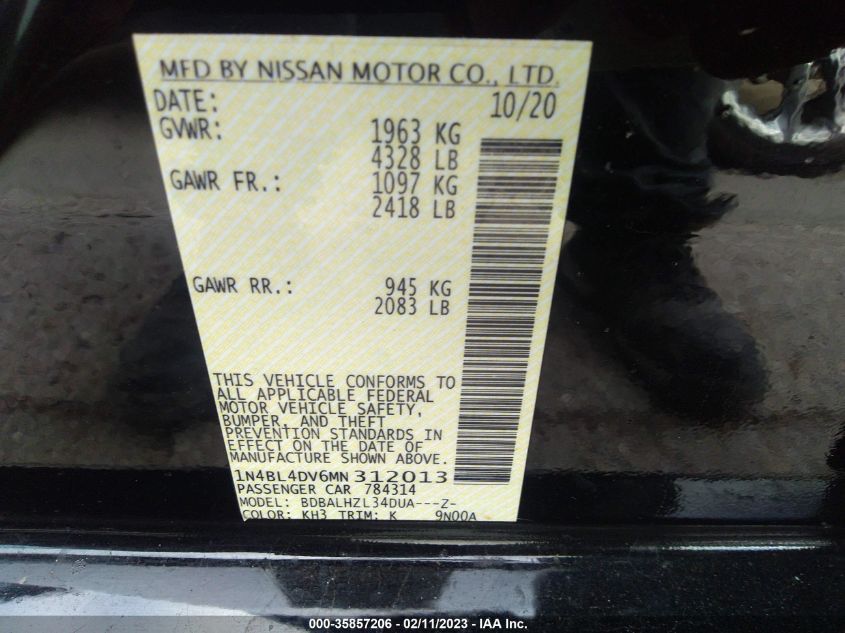 MFD BY NISSAN MOTOR CO., LTD.
DATE: 10/20
GVWR: 1963 KG
4328 LB
GAWR FR.: 1097 KG
2418 LB
GAWR RR.: 945 KG
2083 LB
THIS VEHICLE CONFORMS TO
ALL APPLICABLE FEDERAL
MOTOR VEHICLE SAFETY,
BUMPER, AND THEFT
PREVENTION STANDARDS IN
EFFECT ON THE DATE OF
MANUFACTURE SHOWN ABOVE.
1N4BL4DV6MN312013
PASSENGER CAR 784314
MODEL: BDBALHZL34DUA---Z-
COLOR: KH3 TRIM: K 9N00A
000-35857206 - 02/11/2023 - IAA Inc.